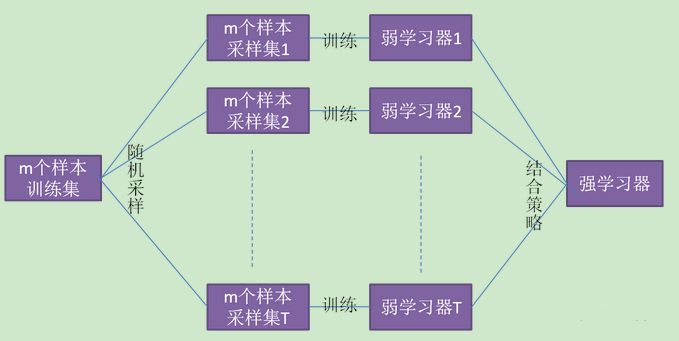 m个样本
采样集1
训练
弱学习器1
m个样本
采样集2
训练
弱学习器2
m个样本
训练集
随机采样
结合策略
强学习器
m个样本
采样集T
训练
弱学习器T